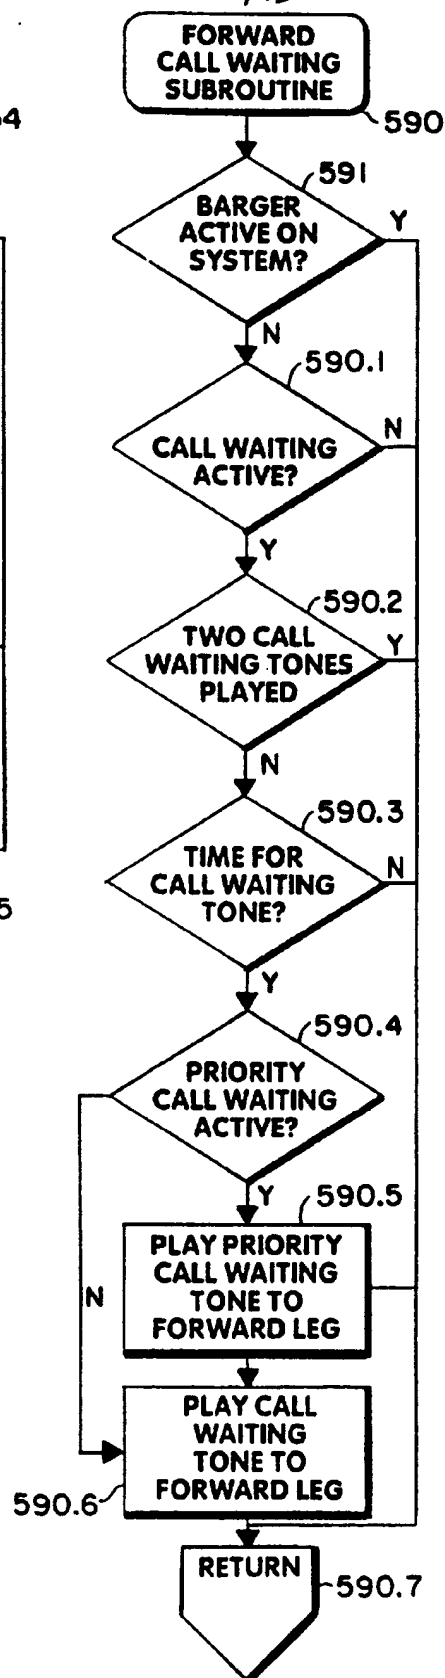 FORWARD
CALL WAITING
SUBROUTINE
590
54
591
BARGER
ACTIVE ON
SYSTEM?
Y
N
590.1
CALL WAITING
ACTIVE?
N
Y
590.2
TWO CALL
WAITING TONES
PLAYED
Y
N
590.3
TIME FOR
CALL WAITING
TONE?
N
5
Y
590.4
PRIORITY
CALL WAITING
ACTIVE?
Y
590.5
PLAY PRIORITY
CALL WAITING
TONE TO
FORWARD LEG
N
PLAY CALL
WAITING
TONE TO
FORWARD LEG
590.6
RETURN
590.7